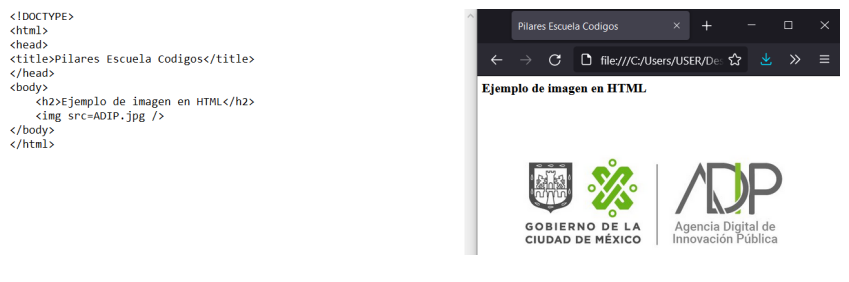 <!DOCTYPE>
<html>
<head>
<title>Pilares Escuela Codigos</title>
</head>
<body>
<h2>Ejemplo de imagen en HTML</h2>
<img src=ADIP.jpg />
</body>
</html>
Pilares Escuela Codigos
file:///C:/Users/USER/De
Ejemplo de imagen en HTML
GOBIERNO DE LA
CIUDAD DE MÉXICO
ADIP
Agencia Digital de
Innovación Pública